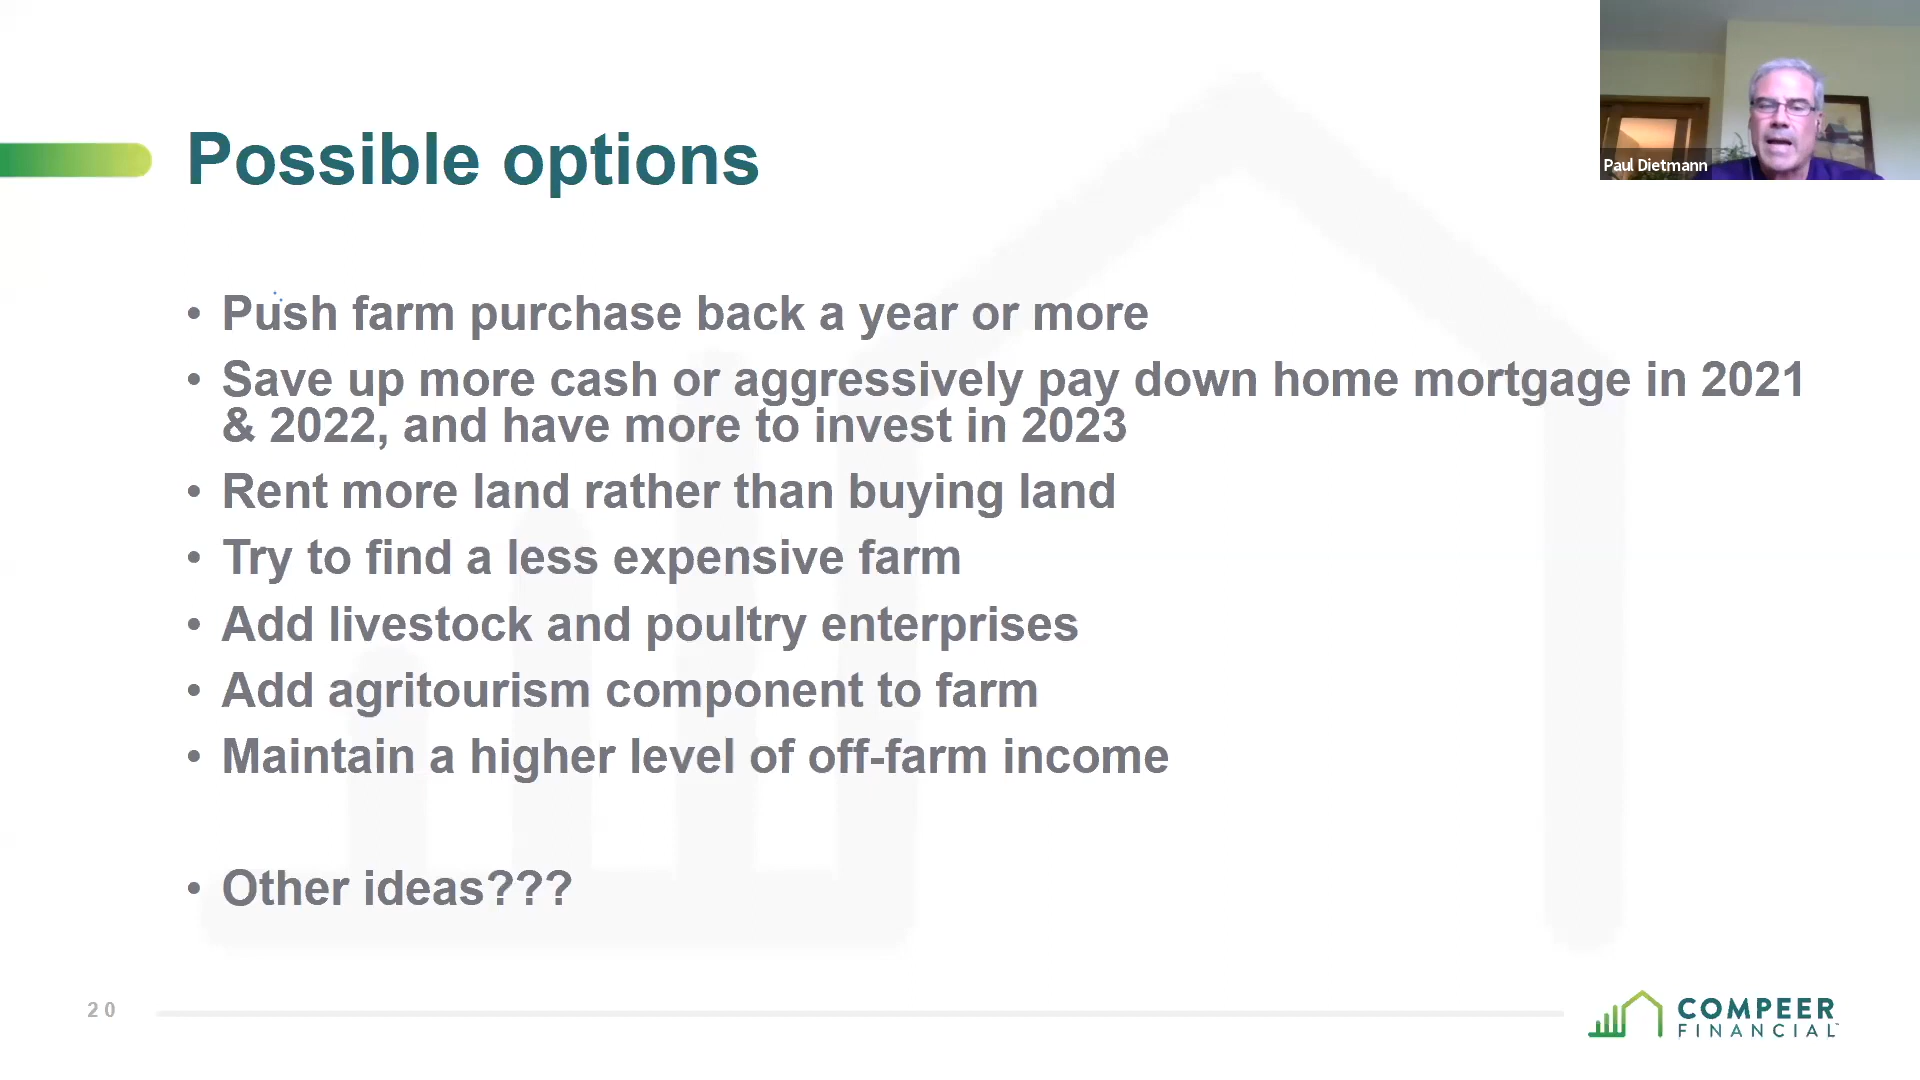 Possible options
Paul Dietmann
• Push farm purchase back a year or more
• Save up more cash or aggressively pay down home mortgage in 2021
& 2022, and have more to invest in 2023
• Rent more land rather than buying land
• Try to find a less expensive farm
• Add livestock and poultry enterprises
• Add agritourism component to farm
• Maintain a higher level of off-farm income
• Other ideas???
20
COMPEER
FINANCIAL™